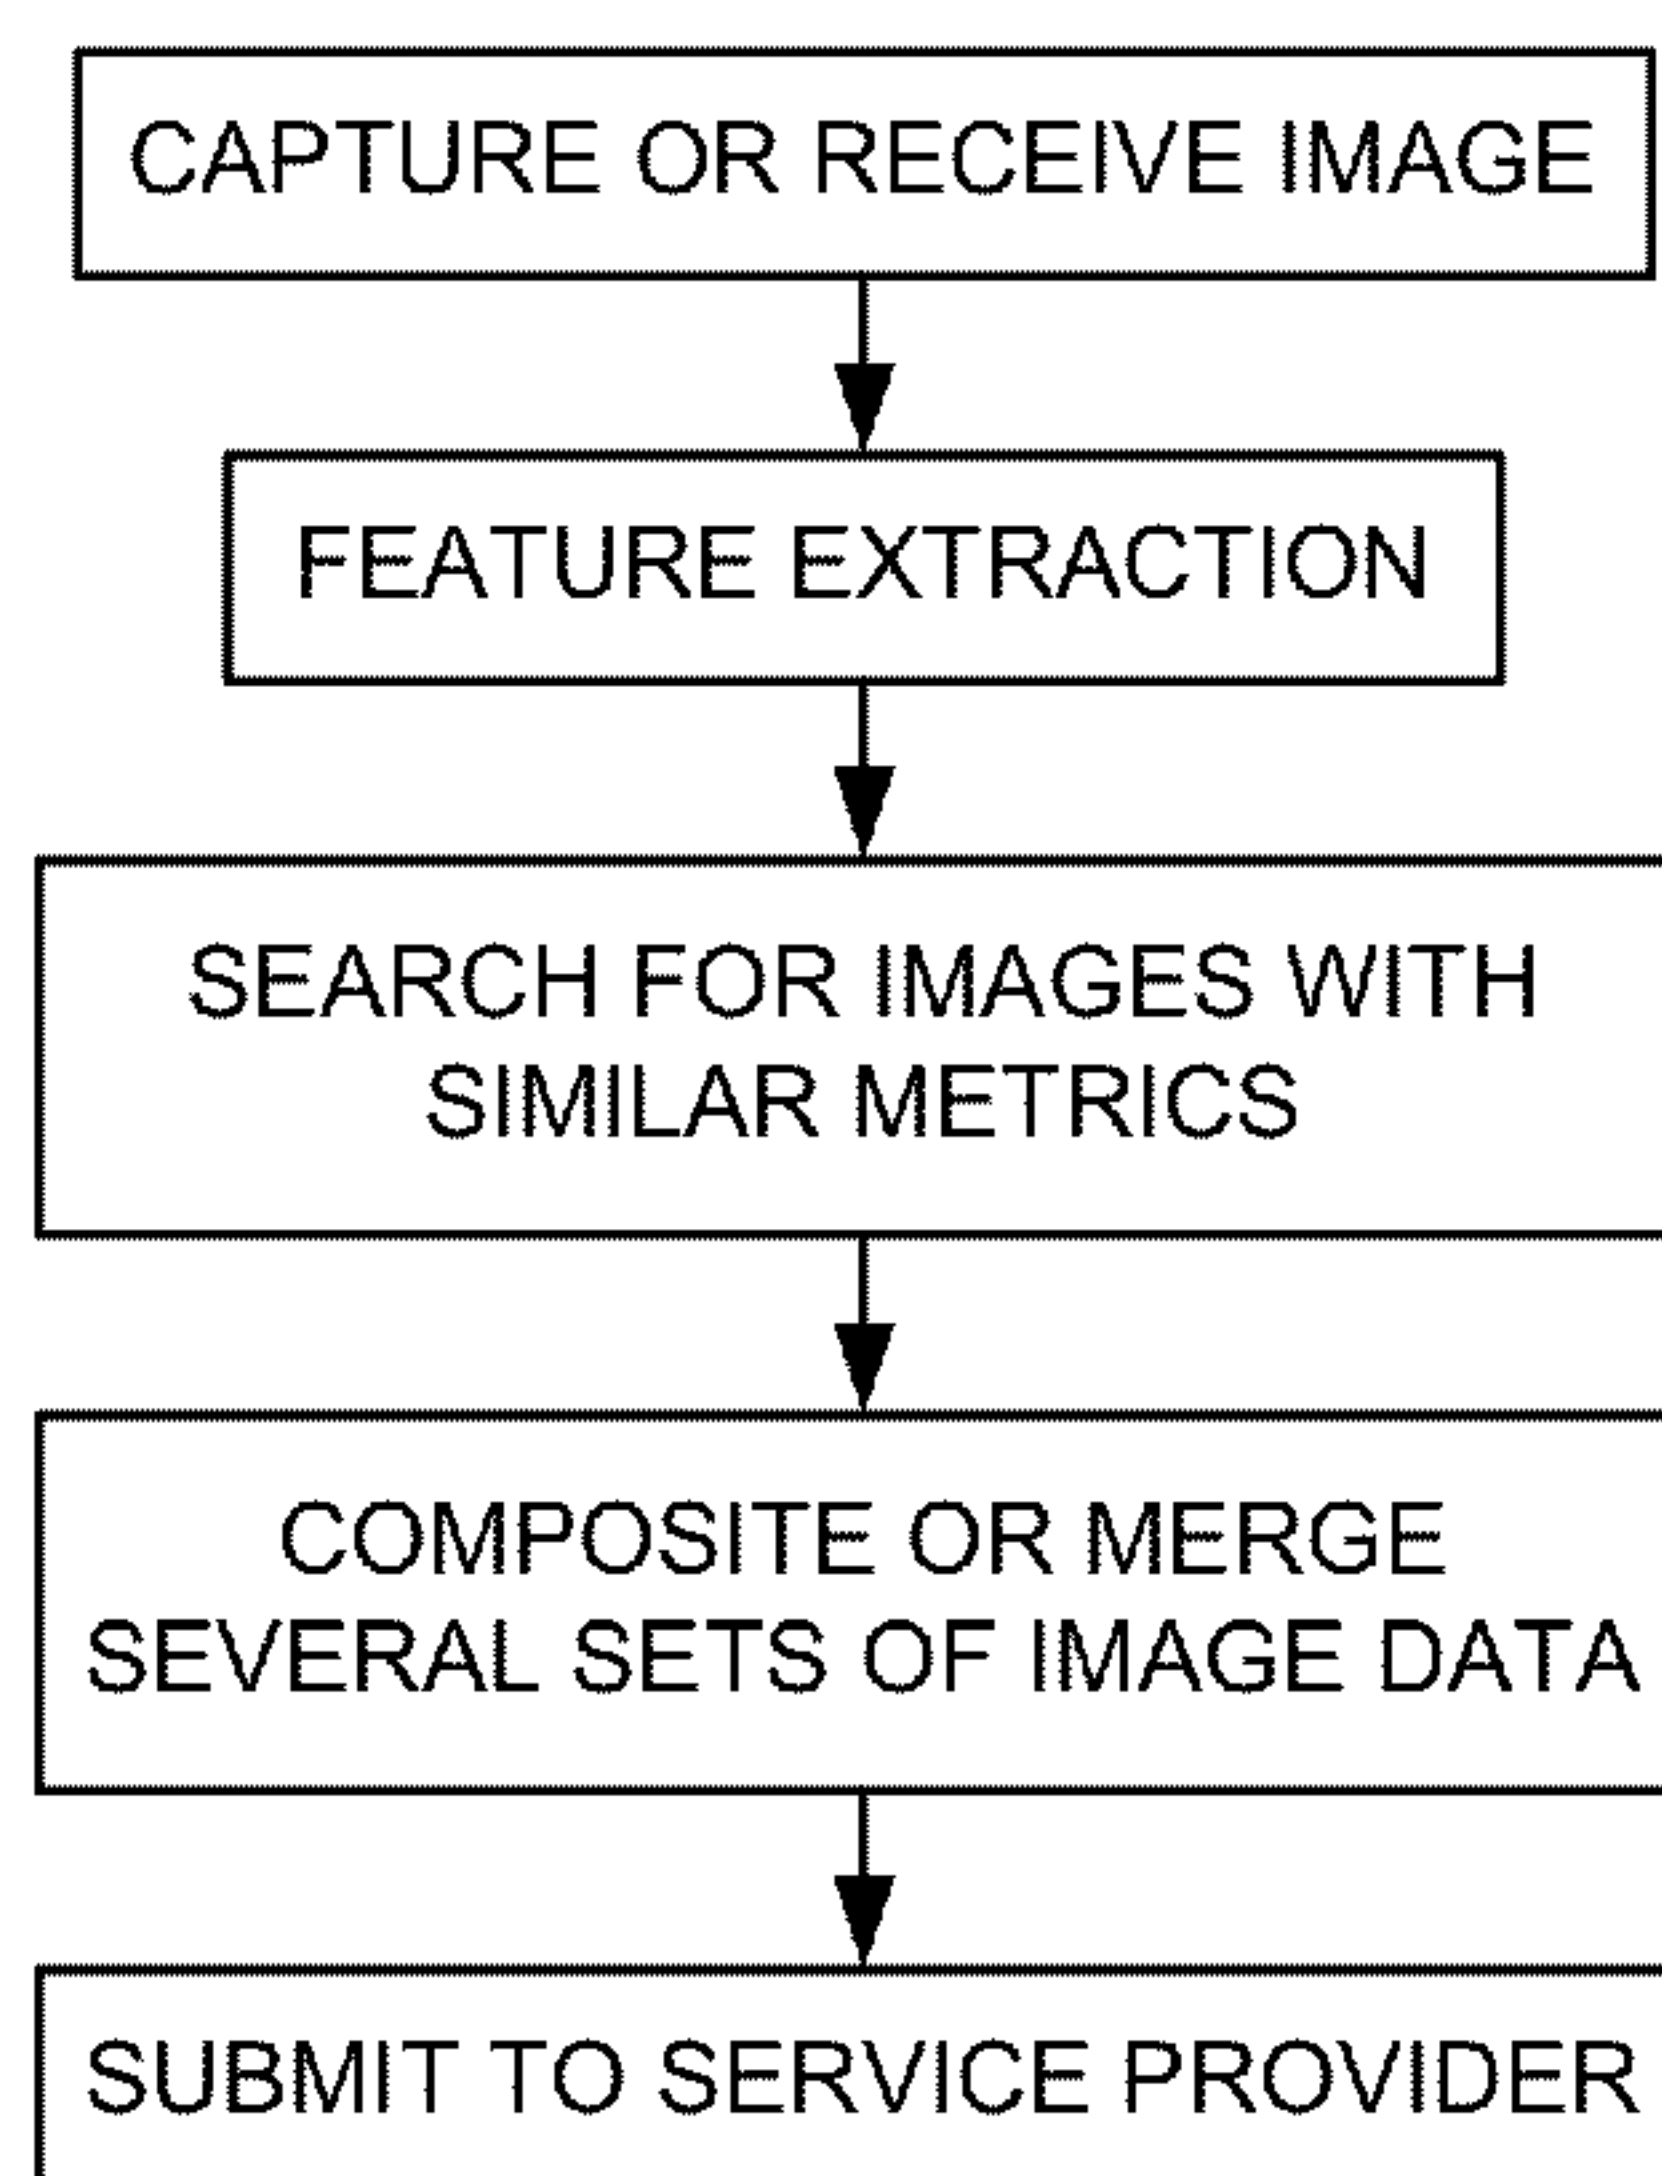 CAPTURE OR RECEIVE IMAGE
FEATURE EXTRACTION
SEARCH FOR IMAGES WITH
SIMILAR METRICS
COMPOSITE OR MERGE
SEVERAL SETS OF IMAGE DATA
SUBMIT TO SERVICE PROVIDER